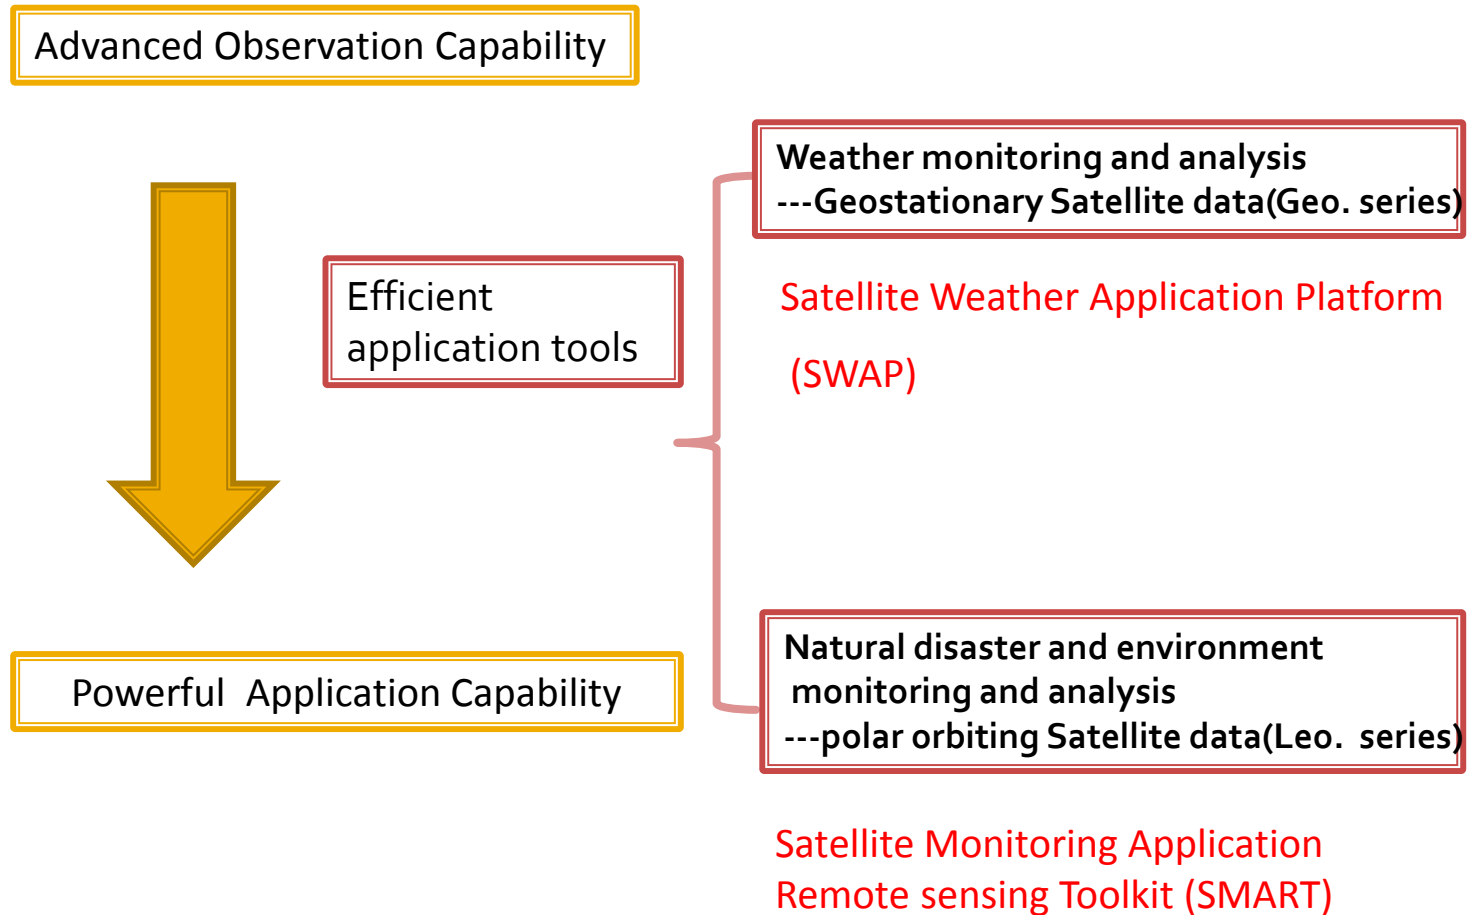 Advanced Observation Capability
Weather monitoring and analysis
---Geostationary Satellite data(Geo. series)
Efficient
application tools
Satellite Weather Application Platform
(SWAP)
Natural disaster and environment
monitoring and analysis
---polar orbiting Satellite data(Leo. series)
Powerful Application Capability
Satellite Monitoring Application
Remote sensing Toolkit (SMART)